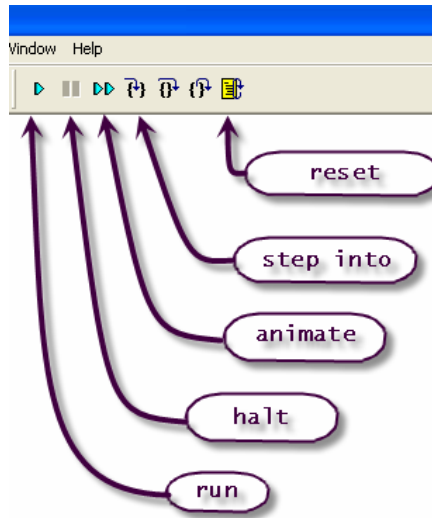 Window Help
reset
step into
animate
halt
run